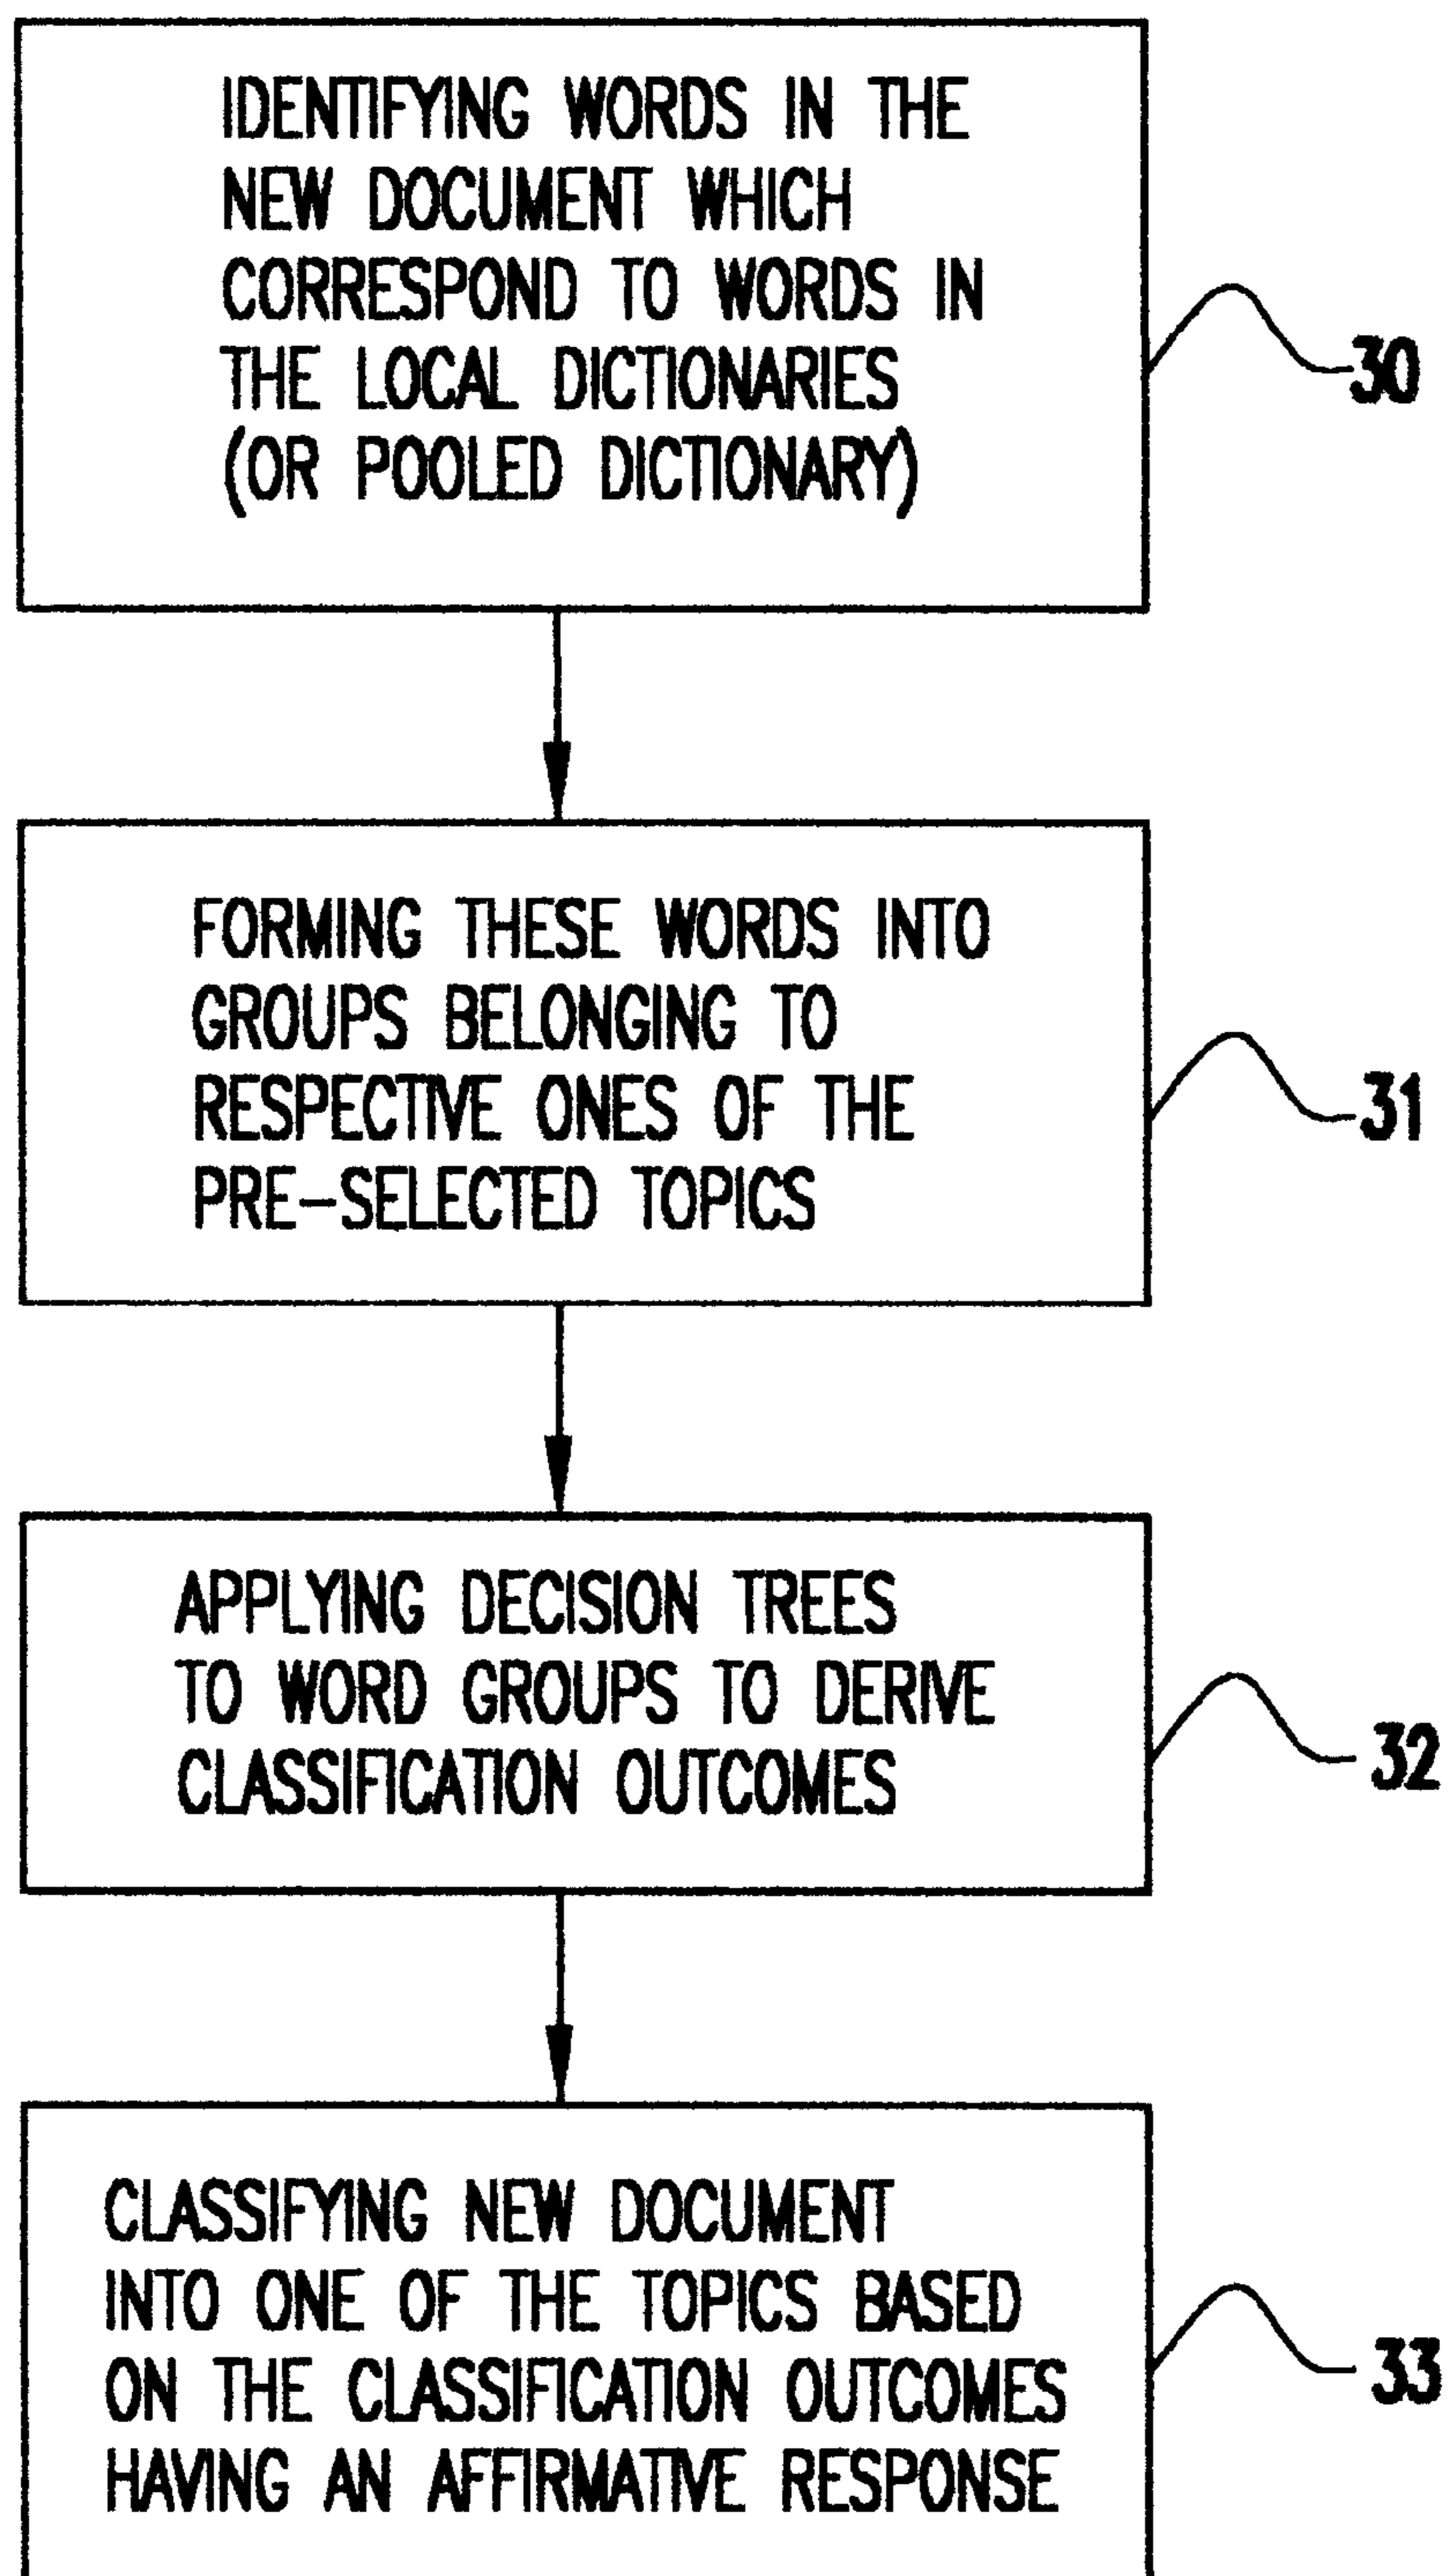 IDENTIFYING WORDS IN THE
NEW DOCUMENT WHICH
CORRESPOND TO WORDS IN
THE LOCAL DICTIONARIES
(OR POOLED DICTIONARY)
30
FORMING THESE WORDS INTO
GROUPS BELONGING TO
RESPECTIVE ONES OF THE
PRE-SELECTED TOPICS
31
APPLYING DECISION TREES
TO WORD GROUPS TO DERIVE
CLASSIFICATION OUTCOMES
32
CLASSIFYING NEW DOCUMENT
INTO ONE OF THE TOPICS BASED
ON THE CLASSIFICATION OUTCOMES
HAVING AN AFFIRMATIVE RESPONSE
33